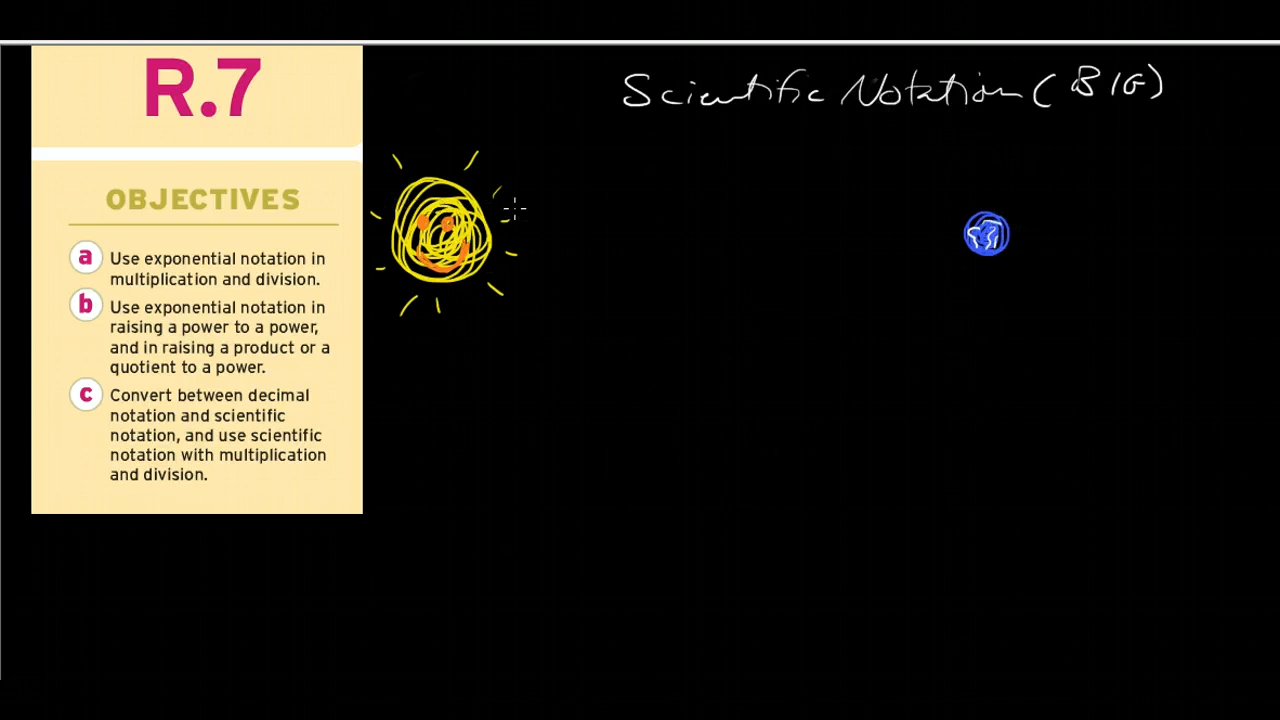 R.7
Scientific Notation (BIG)
OBJECTIVES
a Use exponential notation in
multiplication and division.
b Use exponential notation in
raising a power to a power,
and in raising a product or a
quotient to a power.
c Convert between decimal
notation and scientific
notation, and use scientific
notation with multiplication
and division.